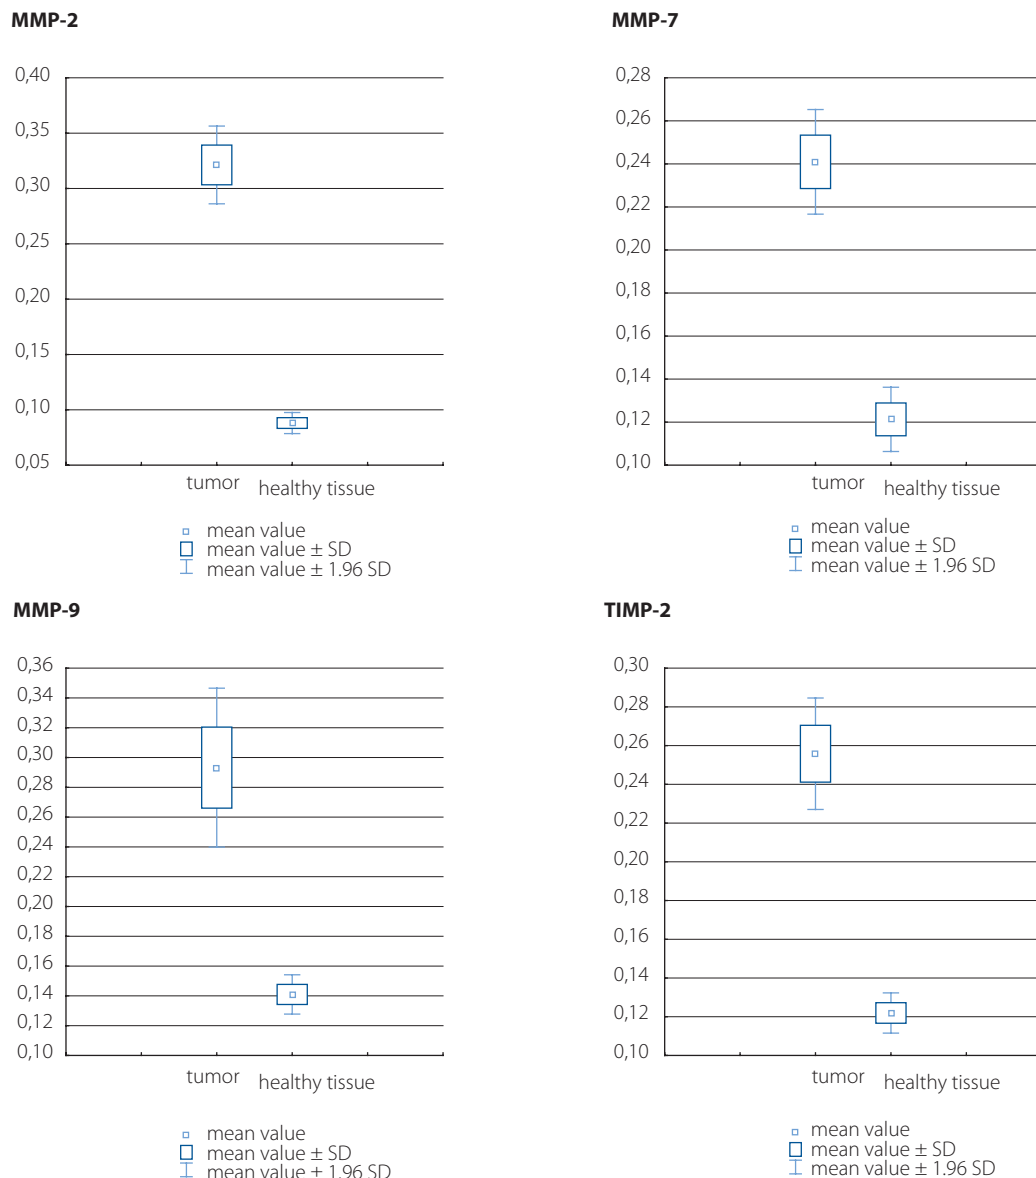 MMP-2
0,40
0,35
0,30
0,25
0,20
0,15
0,10
0,05
tumor healthy tissue
mean value
mean value ± SD
mean value ± 1.96 SD
MMP-7
0,28
0,26
0,24
0,22
0,20
0,18
0,16
0,14
0,12
0,10
tumor healthy tissue
mean value
mean value ± SD
mean value ± 1.96 SD
MMP-9
0,36
0,34
0,32
0,30
0,28
0,26
0,24
0,22
0,20
0,18
0,16
0,14
0,12
0,10
tumor healthy tissue
mean value
mean value ± SD
mean value ± 1.96 SD
TIMP-2
0,30
0,28
0,26
0,24
0,22
0,20
0,18
0,16
0,14
0,12
0,10
tumor healthy tissue
mean value
mean value ± SD
mean value ± 1.96 SD